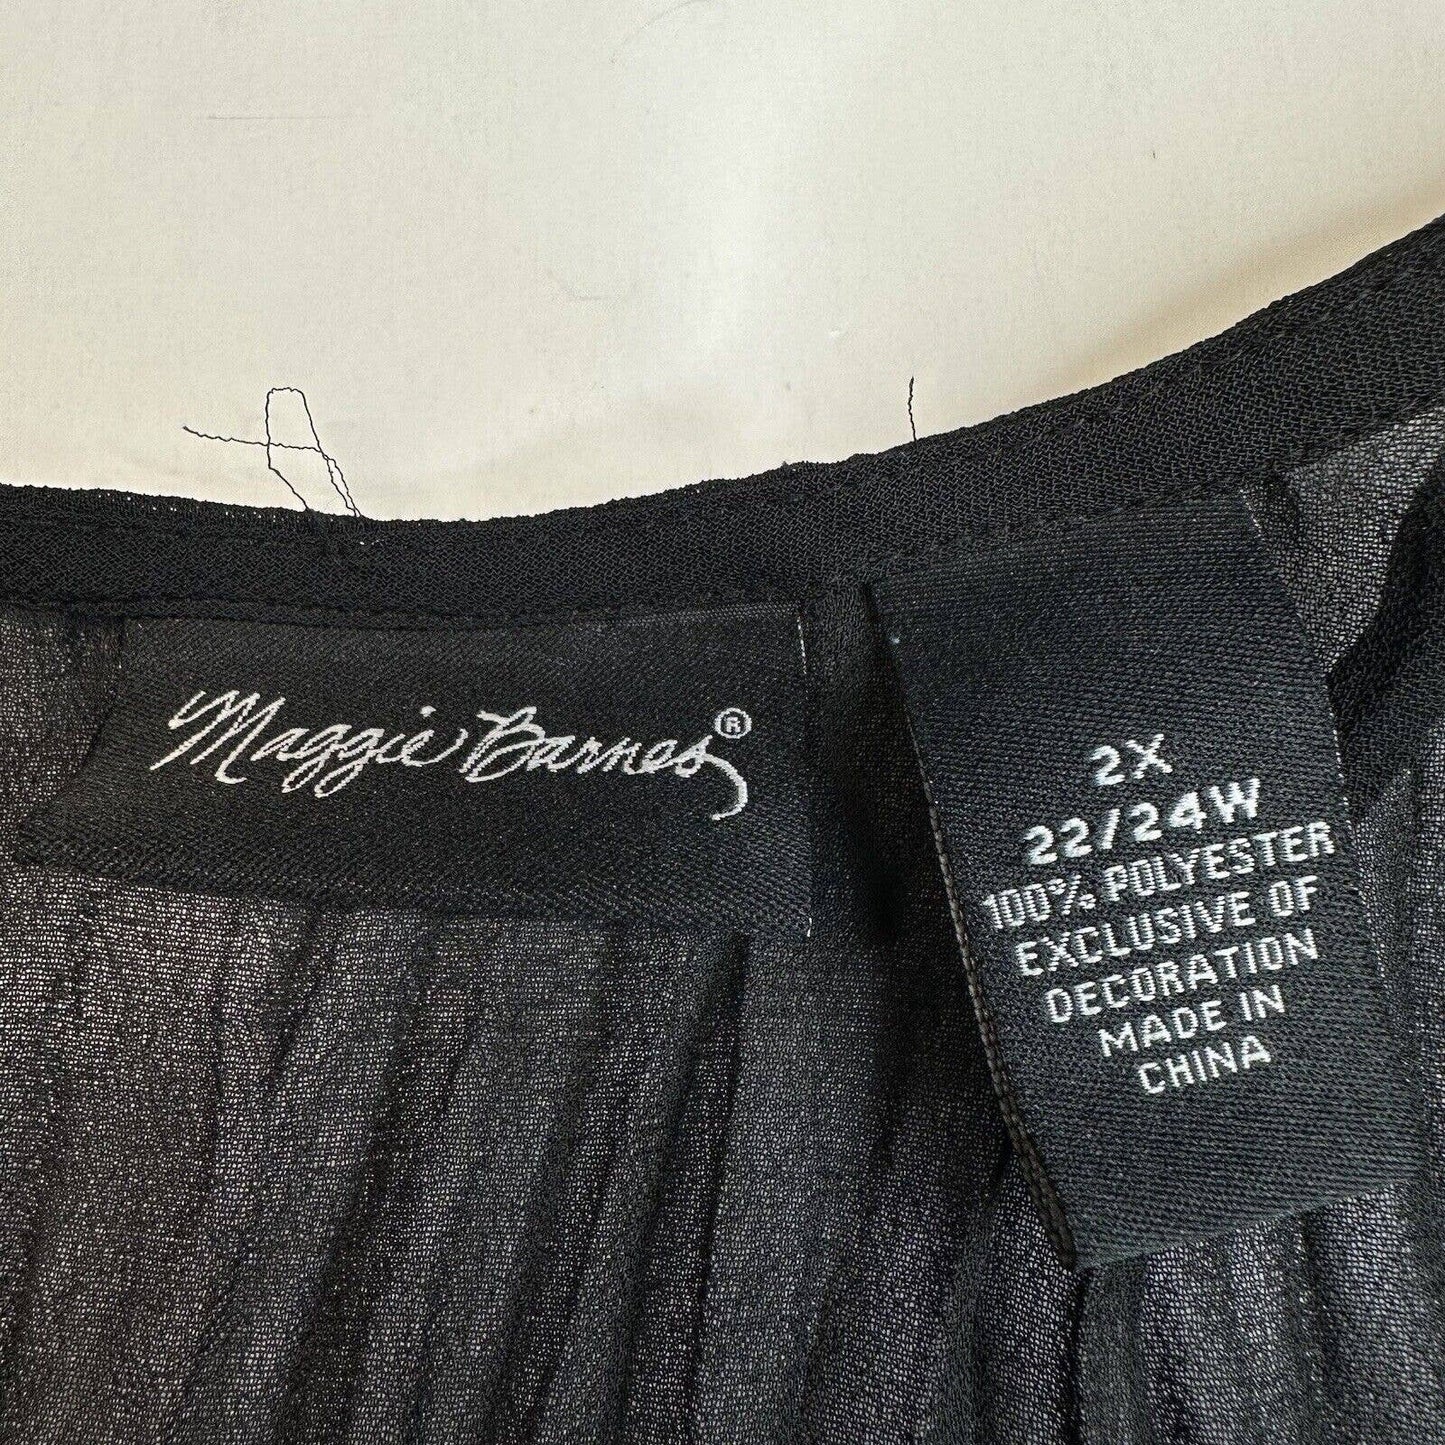 Maggie Barnes®
2X
22/24W
100% POLYESTER
EXCLUSIVE OF
DECORATION
MADE IN
CHINA